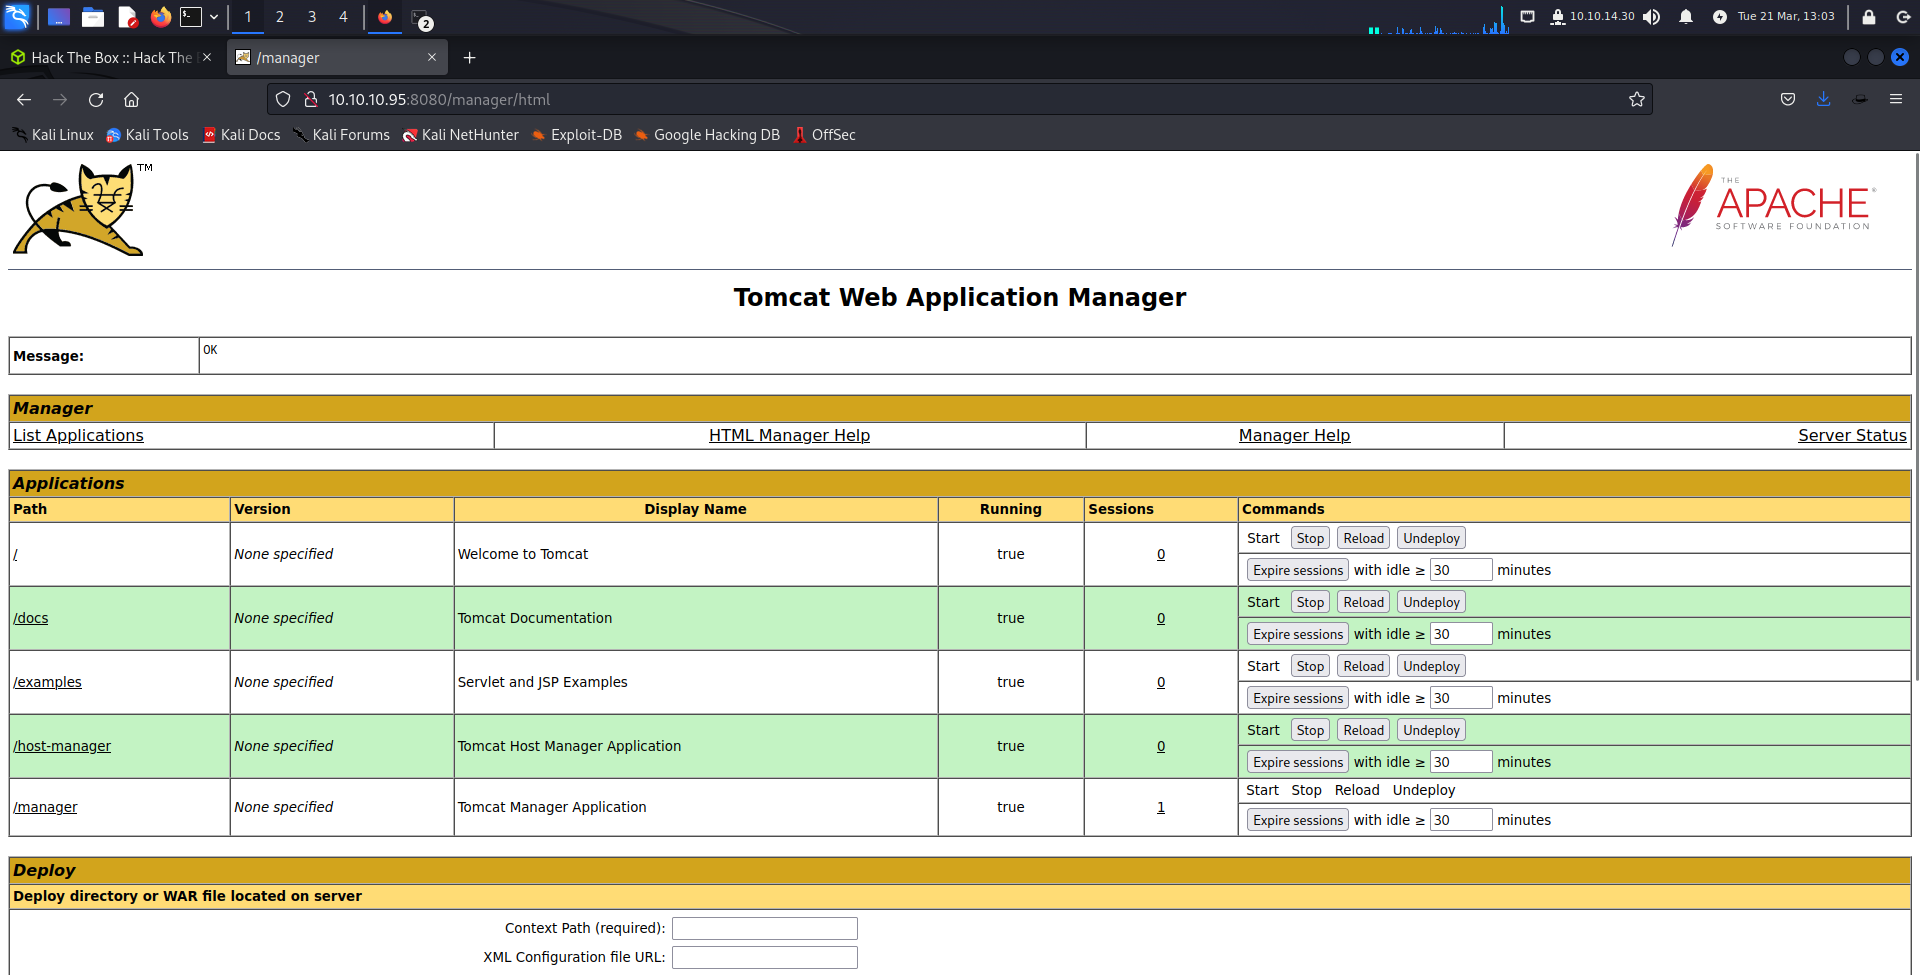 1 2 3 4 2 10.10.14.30 Tue 21 Mar, 13:03
Hack The Box :: Hack The /manager
10.10.10.95:8080/manager/html
Kali Linux Kali Tools Kali Docs Kali Forums Kali NetHunter Exploit-DB Google Hacking DB OffSec
TM
THE
APACHE®
SOFTWARE FOUNDATION
Tomcat Web Application Manager
Message: OK
Manager
List Applications HTML Manager Help Manager Help Server Status
Applications
Path Version Display Name Running Sessions Commands
/ None specified Welcome to Tomcat true 0 Start Stop Reload Undeploy
Expire sessions with idle ≥ 30 minutes
/docs None specified Tomcat Documentation true 0 Start Stop Reload Undeploy
Expire sessions with idle ≥ 30 minutes
/examples None specified Servlet and JSP Examples true 0 Start Stop Reload Undeploy
Expire sessions with idle ≥ 30 minutes
/host-manager None specified Tomcat Host Manager Application true 0 Start Stop Reload Undeploy
Expire sessions with idle ≥ 30 minutes
/manager None specified Tomcat Manager Application true 1 Start Stop Reload Undeploy
Expire sessions with idle ≥ 30 minutes
Deploy
Deploy directory or WAR file located on server
Context Path (required):
XML Configuration file URL: